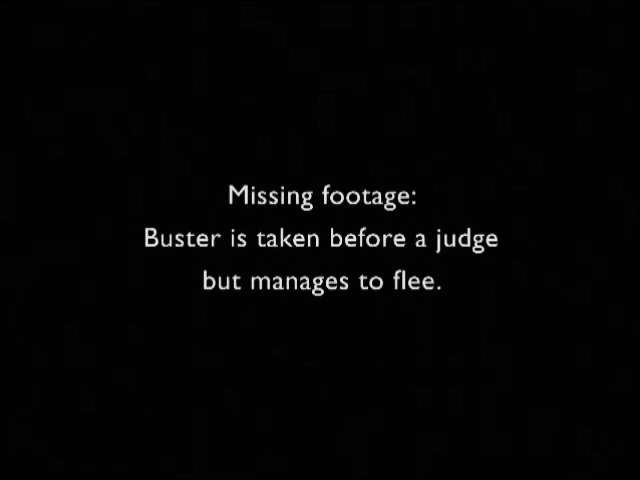 Missing footage:
Buster is taken before a judge
but manages to flee.